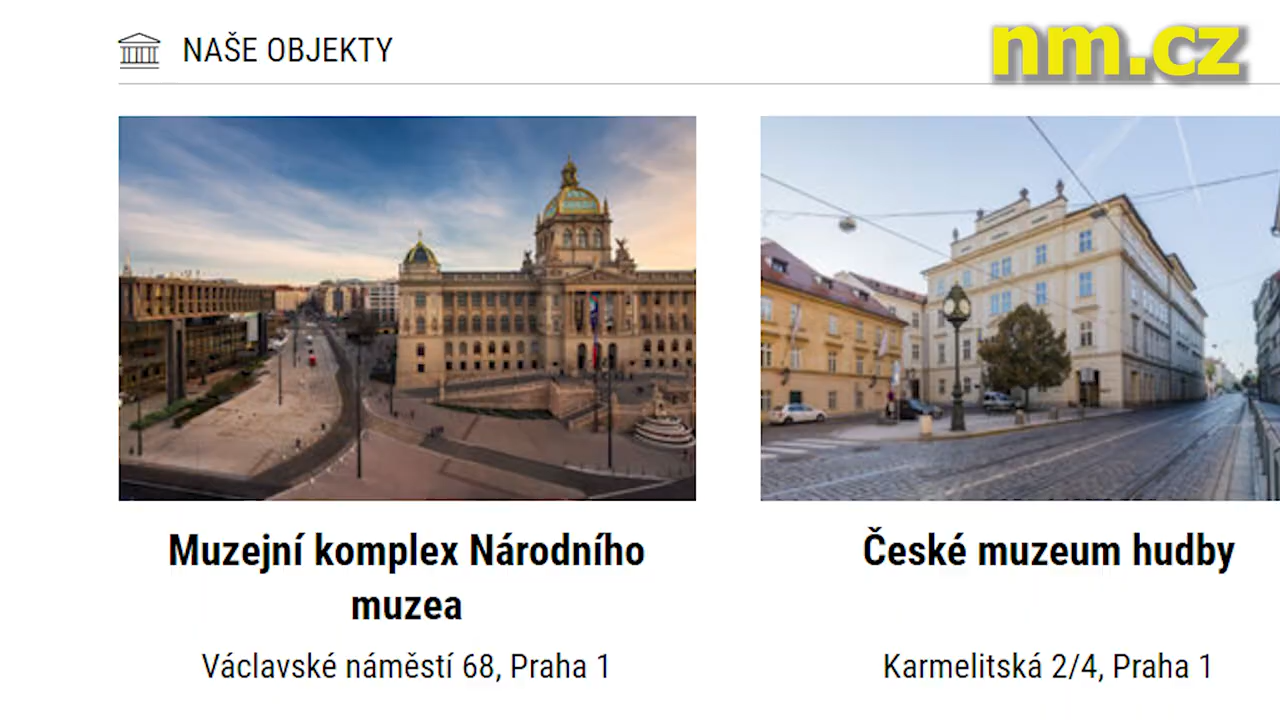 NAŠE OBJEKTY
nm.cz
Muzejní komplex Národního
muzea
Václavské náměstí 68, Praha 1
České muzeum hudby
Karmelitská 2/4, Praha 1